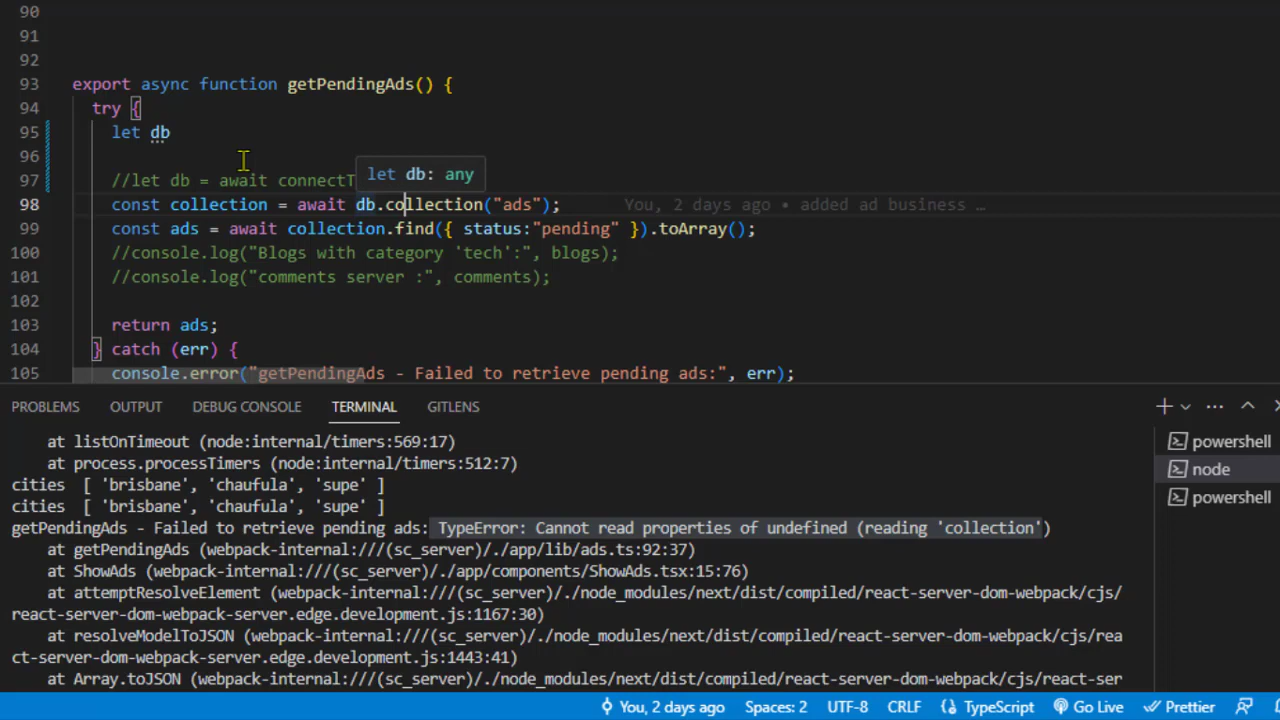 90
91
92
93 export async function getPendingAds() {
94 try {
95 let db
96
97 //let db = await connectT
let db: any
98 const collection = await db.collection("ads"); You, 2 days ago • added ad business …
99 const ads = await collection.find({ status:"pending" }).toArray();
100 //console.log("Blogs with category 'tech':", blogs);
101 //console.log("comments server :", comments);
102
103 return ads;
104 } catch (err) {
105 console.error("getPendingAds - Failed to retrieve pending ads:", err);
PROBLEMS OUTPUT DEBUG CONSOLE TERMINAL GITLENS
at listOnTimeout (node:internal/timers:569:17)
at process.processTimers (node:internal/timers:512:7)
cities [ 'brisbane', 'chaufula', 'supe' ]
cities [ 'brisbane', 'chaufula', 'supe' ]
getPendingAds - Failed to retrieve pending ads: TypeError: Cannot read properties of undefined (reading 'collection')
at getPendingAds (webpack-internal:///(sc_server)/./app/lib/ads.ts:92:37)
at ShowAds (webpack-internal:///(sc_server)/./app/components/ShowAds.tsx:15:76)
at attemptResolveElement (webpack-internal:///(sc_server)/./node_modules/next/dist/compiled/react-server-dom-webpack/cjs/
react-server-dom-webpack-server.edge.development.js:1167:30)
at resolveModelToJSON (webpack-internal:///(sc_server)/./node_modules/next/dist/compiled/react-server-dom-webpack/cjs/rea
ct-server-dom-webpack-server.edge.development.js:1443:41)
at Array.toJSON (webpack-internal:///(sc_server)/./node_modules/next/dist/compiled/react-server-dom-webpack/cjs/react-ser
powershell
node
powershell
You, 2 days ago Spaces: 2 UTF-8 CRLF TypeScript Go Live Prettier